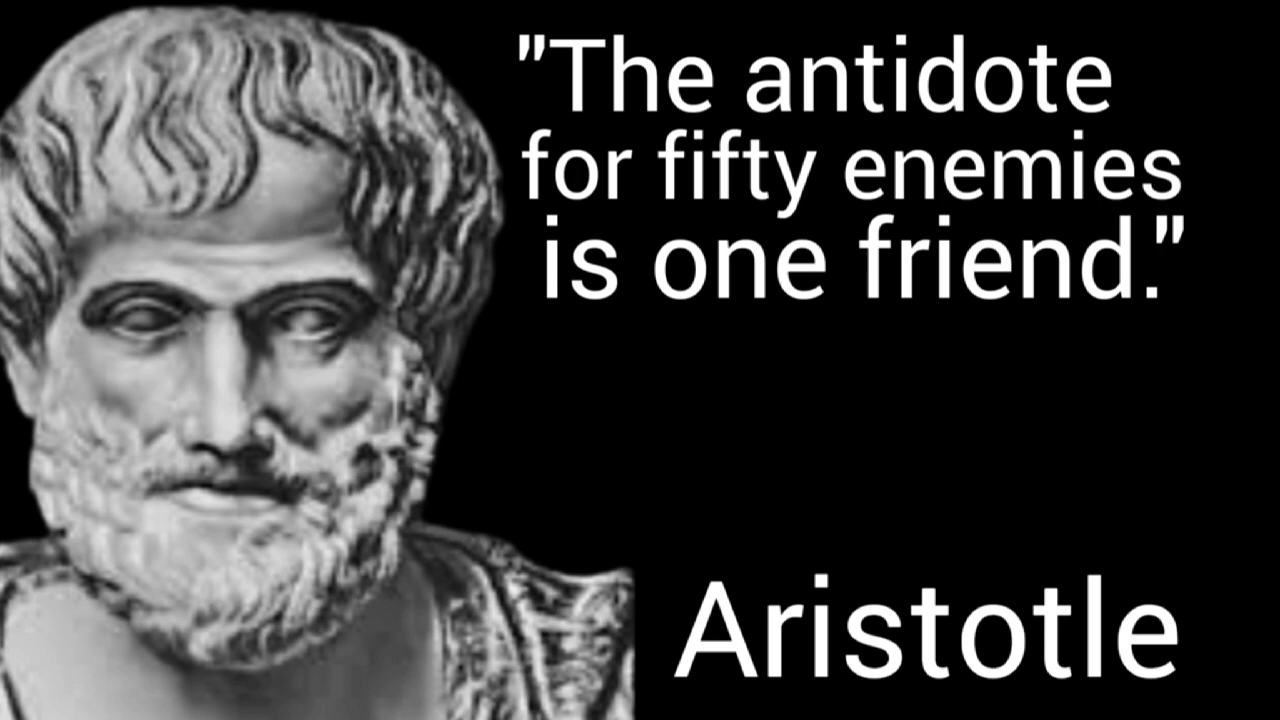 "The antidote
for fifty enemies
is one friend."
Aristotle